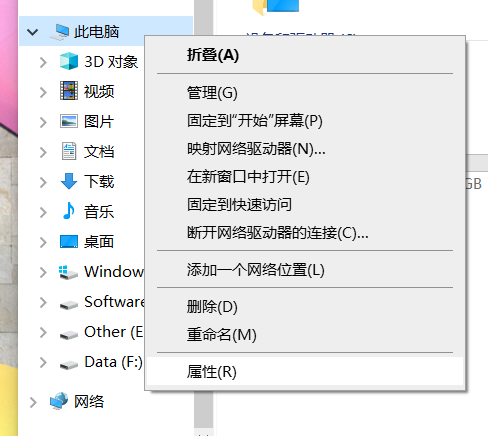 此电脑
3D 对象
视频
图片
文档
下载
音乐
桌面
Window
Software
Other (E
Data (F:)
网络
折叠(A)
管理(G)
固定到"开始"屏幕(P)
映射网络驱动器(N)...
在新窗口中打开(E)
固定到快速访问
断开网络驱动器的连接(C)...
添加一个网络位置(L)
删除(D)
重命名(M)
属性(R)
GB